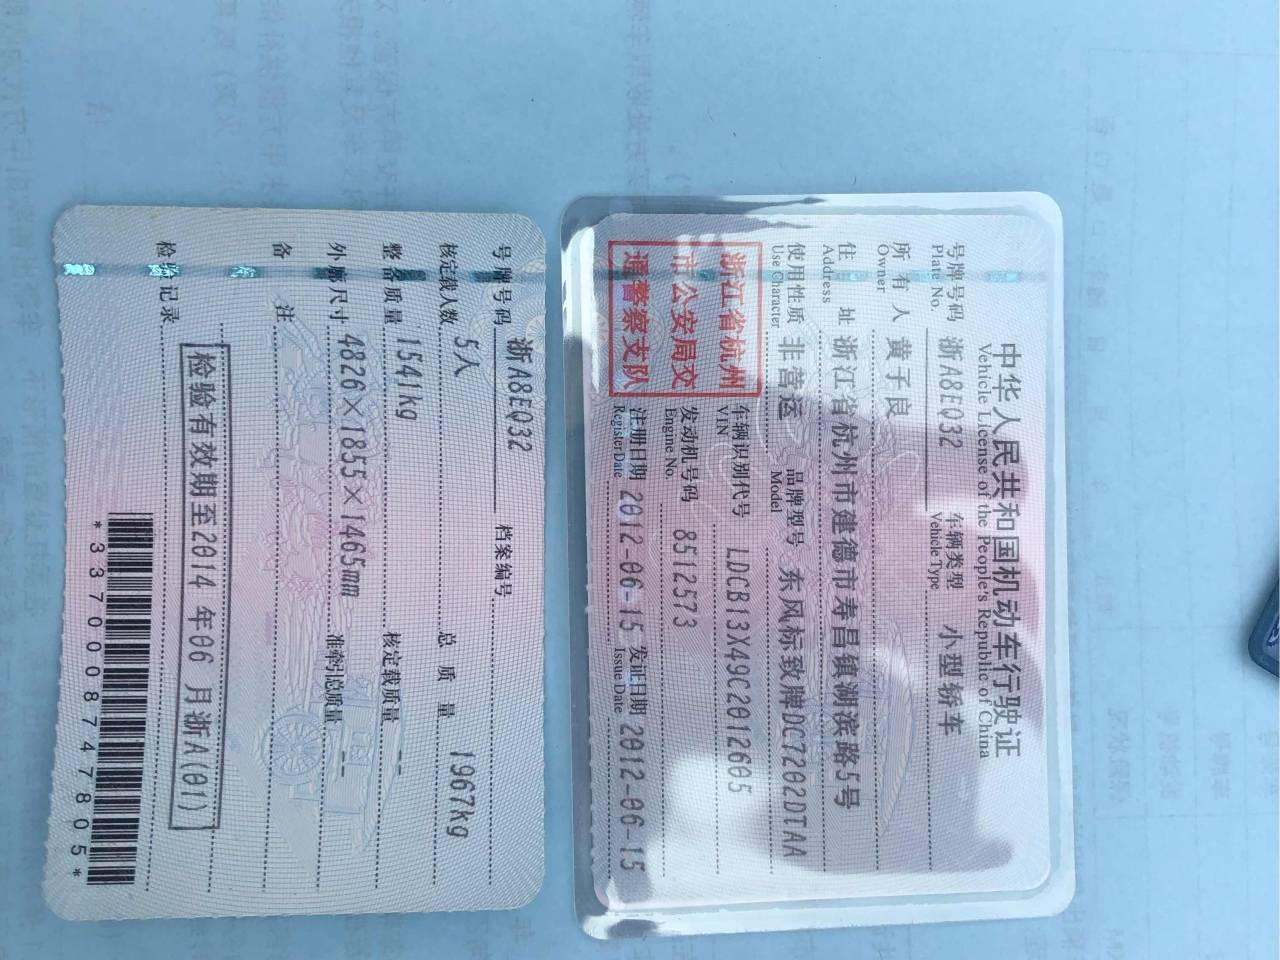 中华人民共和国机动车行驶证
Vehicle License of the People's Republic of China
号牌号码 浙A8EQ32 车辆类型 小型轿车
Plate No. Vehicle Type
所有人 黄子良
Owner
住 址 浙江省杭州市建德市寿昌镇湖滨路5号
Address
使用性质 非营运 品牌型号 东风标致牌DC7202DTAA
Use Character Model
浙江省杭州
市公安局交
通警察支队
车辆识别代号 LDCB13X49C2012605
VIN
发动机号码 8512573
Engine No.
注册日期 2012-06-15 发证日期 2012-06-15
Register Date Issue Date
号牌号码 浙A8EQ32 档案编号
核定载人数 5人 总 质 量 1967kg
整备质量 1541kg 核定载质量 --
外廓尺寸 4826×1855×1465mm 准牵引总质量 --
备 注
检验记录 检验有效期至2014 年06 月浙A(01)
*3370008747805*